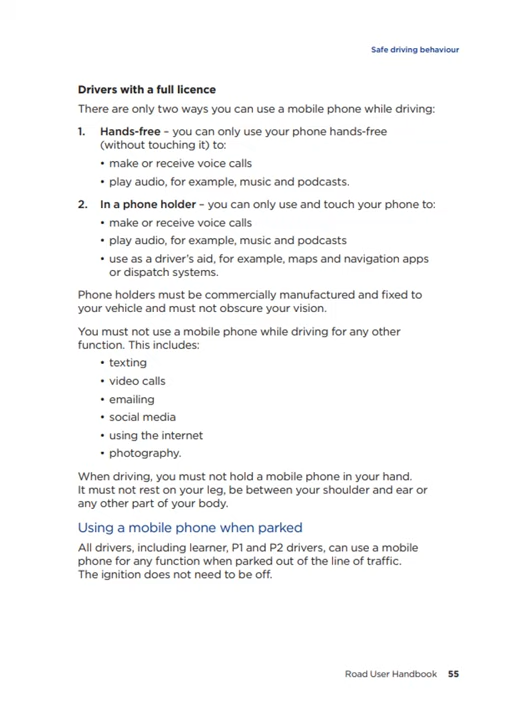 Safe driving behaviour
Drivers with a full licence
There are only two ways you can use a mobile phone while driving:
1. Hands-free – you can only use your phone hands-free
(without touching it) to:
• make or receive voice calls
• play audio, for example, music and podcasts.
2. In a phone holder – you can only use and touch your phone to:
• make or receive voice calls
• play audio, for example, music and podcasts
• use as a driver's aid, for example, maps and navigation apps
or dispatch systems.
Phone holders must be commercially manufactured and fixed to
your vehicle and must not obscure your vision.
You must not use a mobile phone while driving for any other
function. This includes:
• texting
• video calls
• emailing
• social media
• using the internet
• photography.
When driving, you must not hold a mobile phone in your hand.
It must not rest on your leg, be between your shoulder and ear or
any other part of your body.
Using a mobile phone when parked
All drivers, including learner, P1 and P2 drivers, can use a mobile
phone for any function when parked out of the line of traffic.
The ignition does not need to be off.
Road User Handbook 55